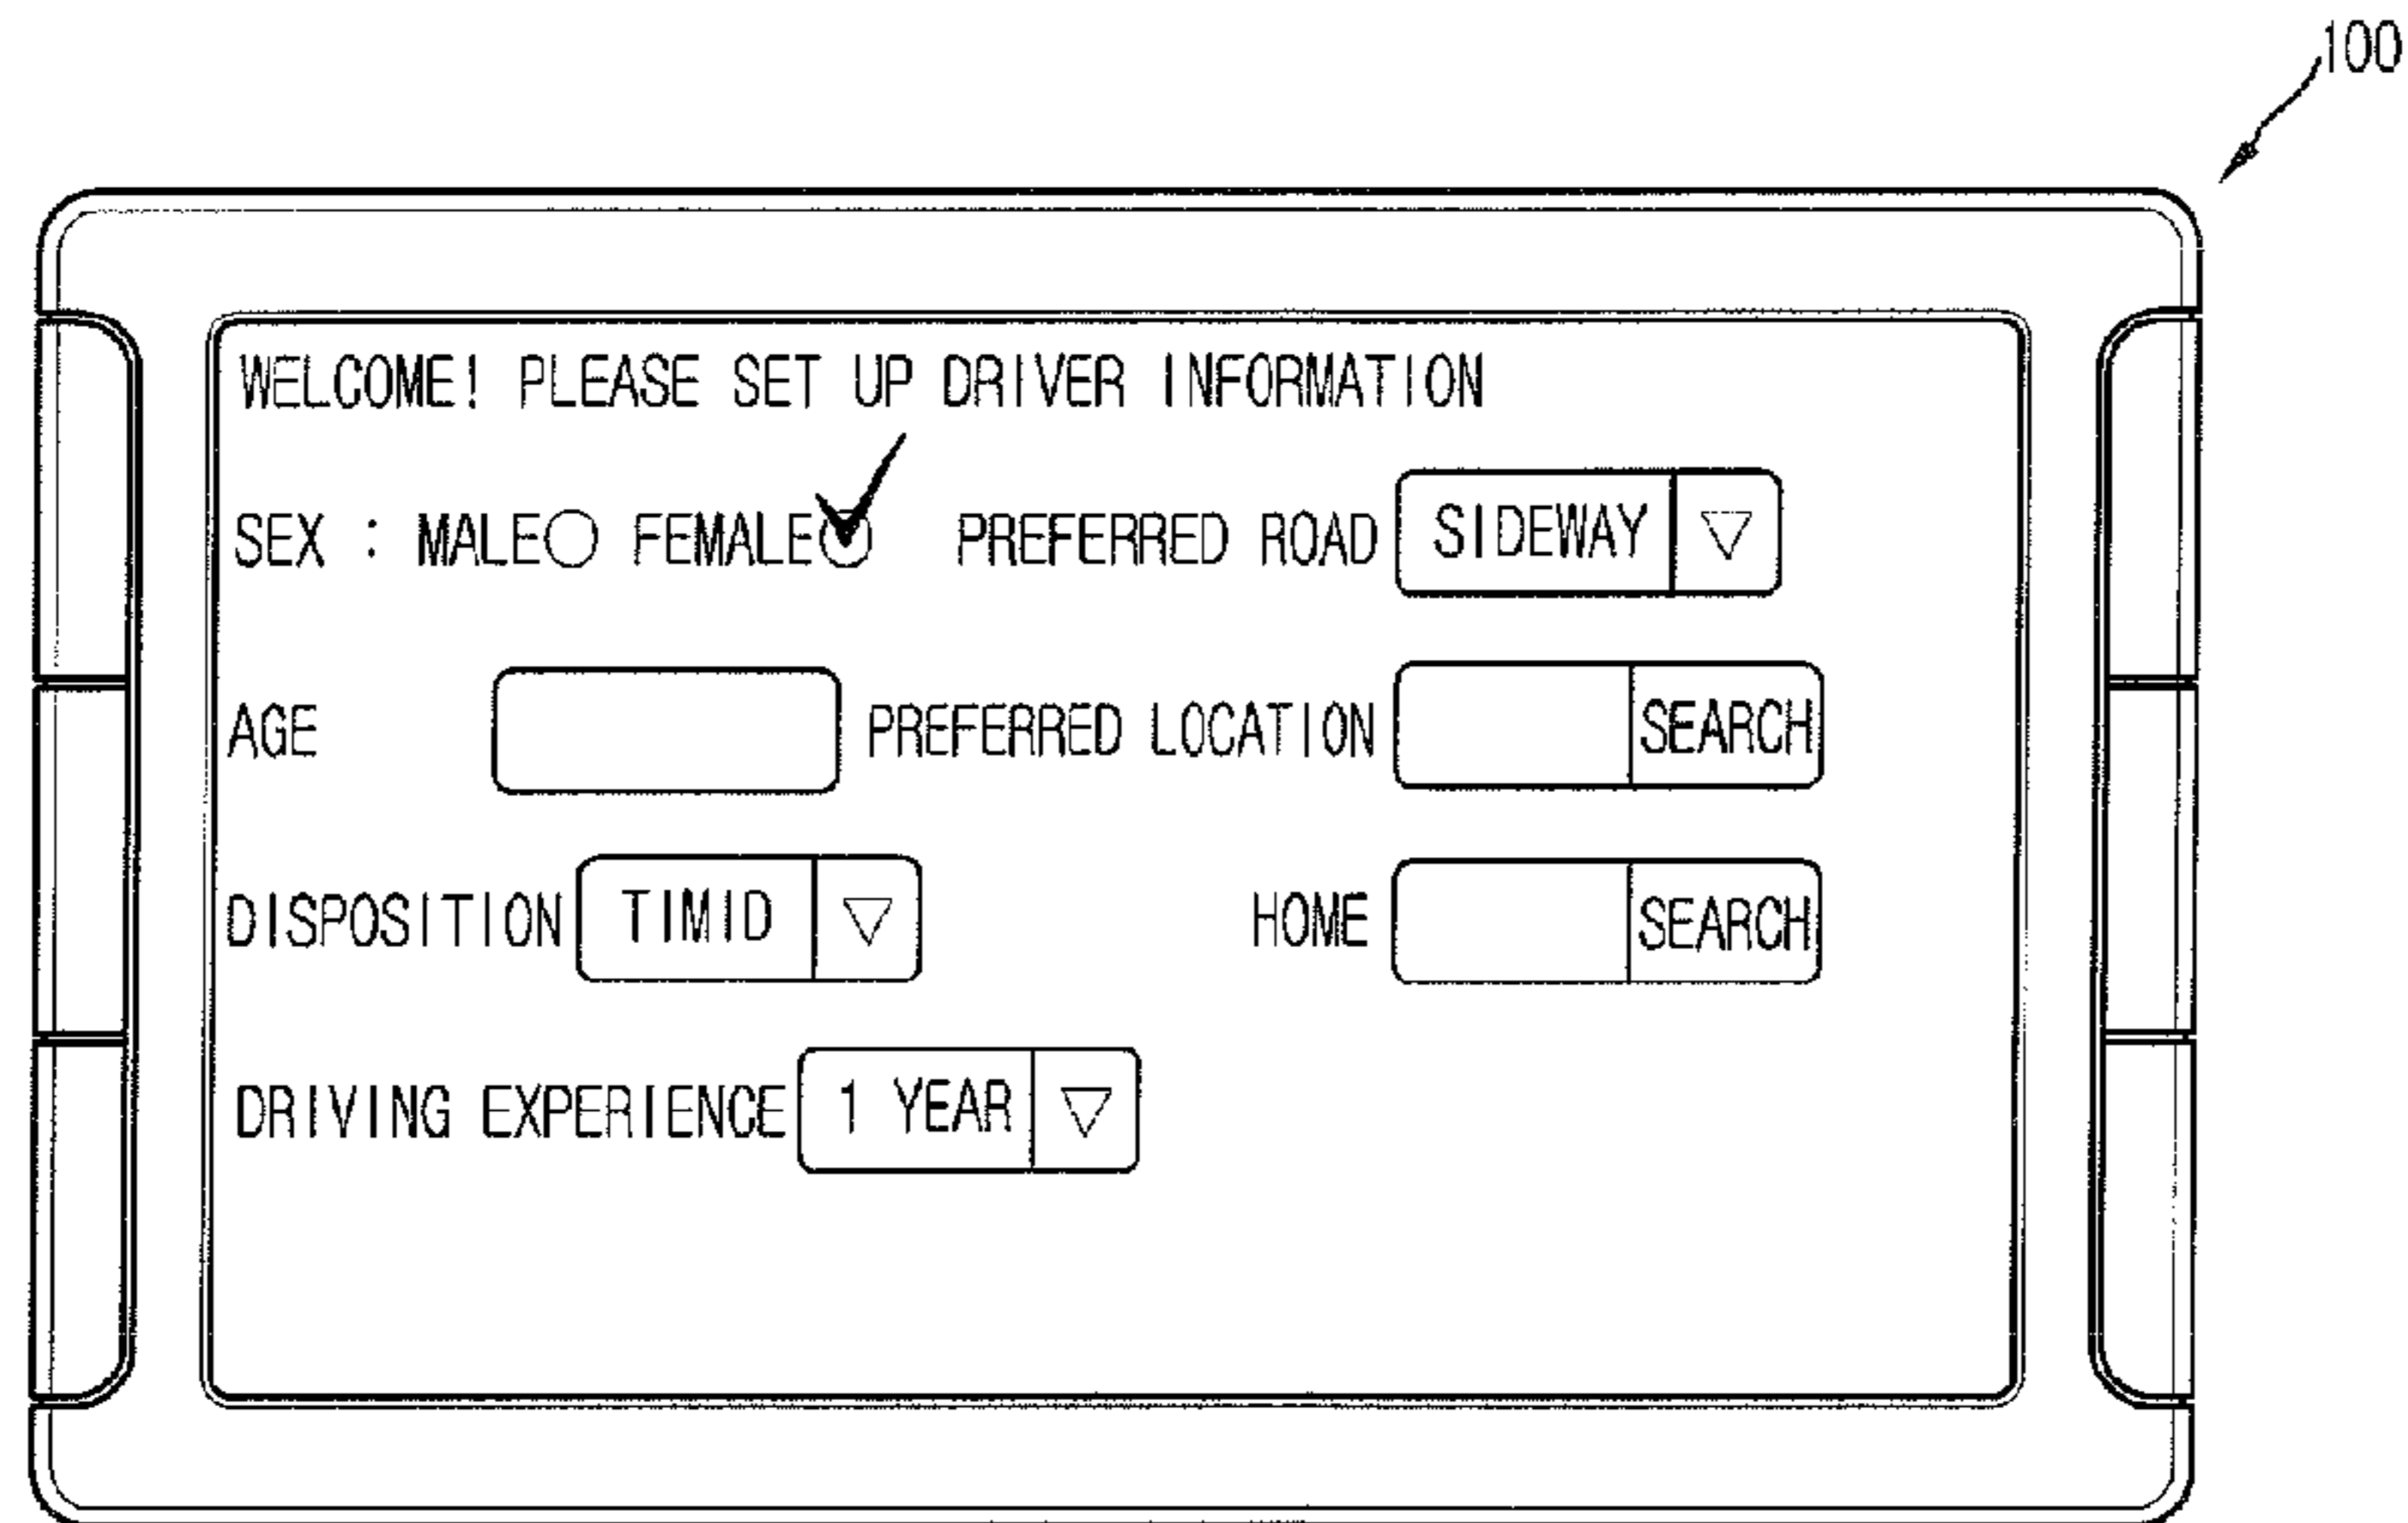 100
WELCOME! PLEASE SET UP DRIVER INFORMATION
SEX : MALE FEMALE PREFERRED ROAD SIDEWAY
AGE PREFERRED LOCATION SEARCH
DISPOSITION TIMID HOME SEARCH
DRIVING EXPERIENCE 1 YEAR